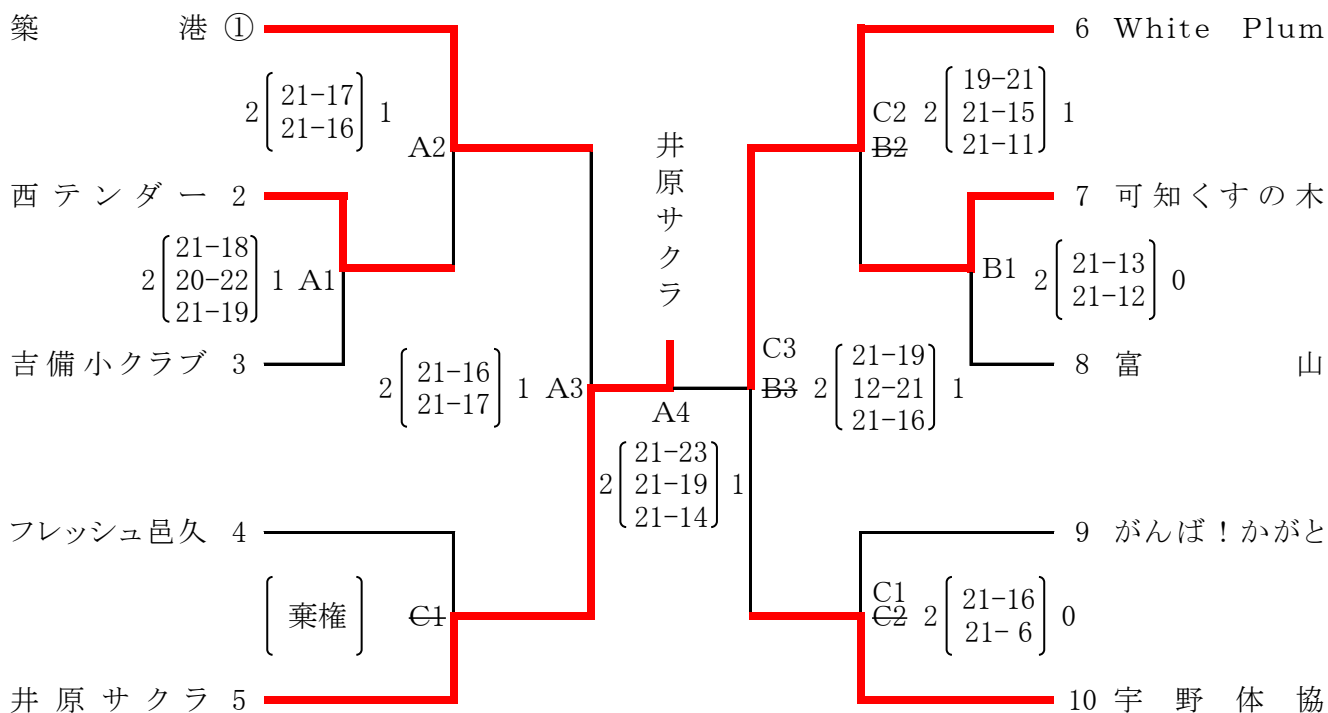 築港 ①
2 21-17 21-16 1
A2
西テンダー 2
2 21-18 20-22 21-19 1 A1
吉備小クラブ 3
2 21-16 21-17 1 A3
フレッシュ邑久 4
棄権 C1
井原サクラ 5
井原サクラ
A4
2 21-23 21-19 21-14 1
6 White Plum
C2 B2 2 19-21 21-15 21-11 1
7 可知くすの木
B1 2 21-13 21-12 0
8 富山
C3 B3 2 21-19 12-21 21-16 1
9 がんば！かがと
C1 C2 2 21-16 21- 6 0
10 宇野体協